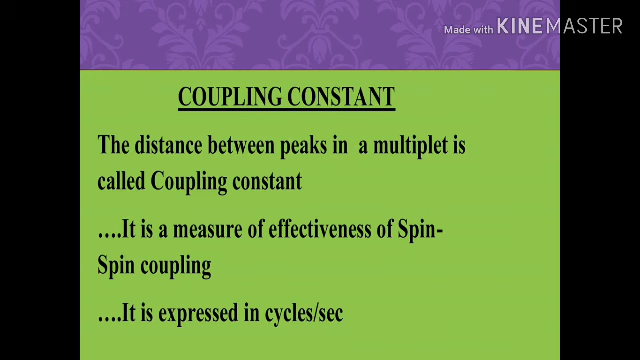 Made with KINEMASTER
COUPLING CONSTANT
The distance between peaks in a multiplet is
called Coupling constant
....It is a measure of effectiveness of Spin-
Spin coupling
....It is expressed in cycles/sec